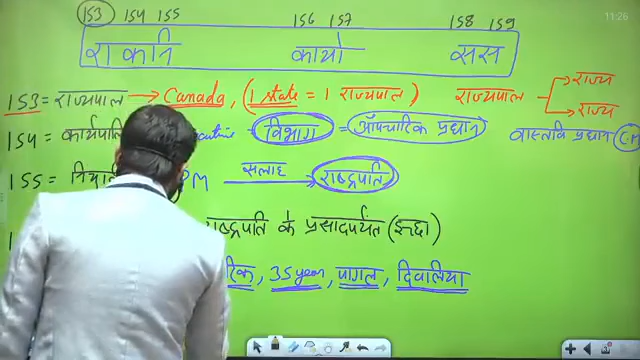 11:26
153 154 155 156 157 158 159
राकानि कायो सस
153 = राज्यपाल → Canada, (1 state = 1 राज्यपाल) राज्यपाल राज्य राज्य
154 = विभाग = औपचारिक प्रधान वास्तवि प्रधान
155 = PM सलाह राष्ट्रपति
राष्ट्रपति के प्रसादपर्यंत (इच्छा)
35 year, पागल, दिवालिया